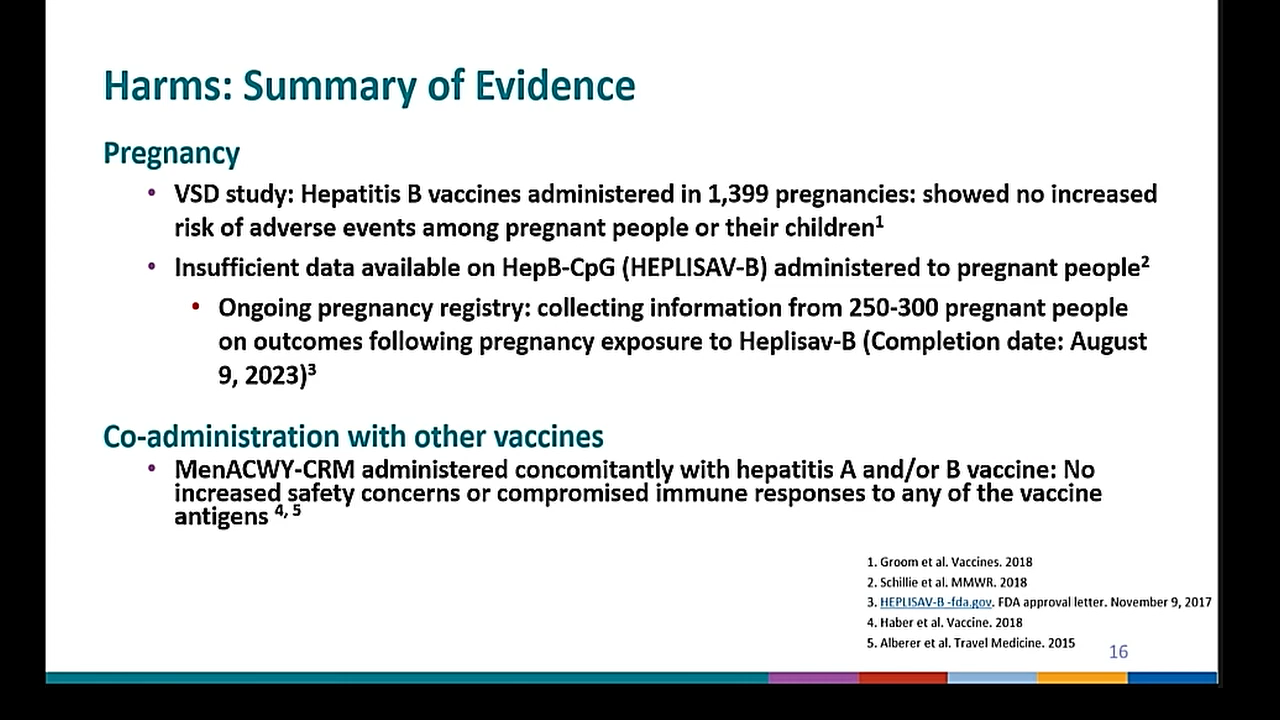 Harms: Summary of Evidence
Pregnancy
• VSD study: Hepatitis B vaccines administered in 1,399 pregnancies: showed no increased
risk of adverse events among pregnant people or their children¹
• Insufficient data available on HepB-CpG (HEPLISAV-B) administered to pregnant people²
• Ongoing pregnancy registry: collecting information from 250-300 pregnant people
on outcomes following pregnancy exposure to Heplisav-B (Completion date: August
9, 2023)³
Co-administration with other vaccines
• MenACWY-CRM administered concomitantly with hepatitis A and/or B vaccine: No
increased safety concerns or compromised immune responses to any of the vaccine
antigens ⁴, ⁵
1. Groom et al. Vaccines. 2018
2. Schillie et al. MMWR. 2018
3. HEPLISAV-B -fda.gov. FDA approval letter. November 9, 2017
4. Haber et al. Vaccine. 2018
5. Alberer et al. Travel Medicine. 2015
16